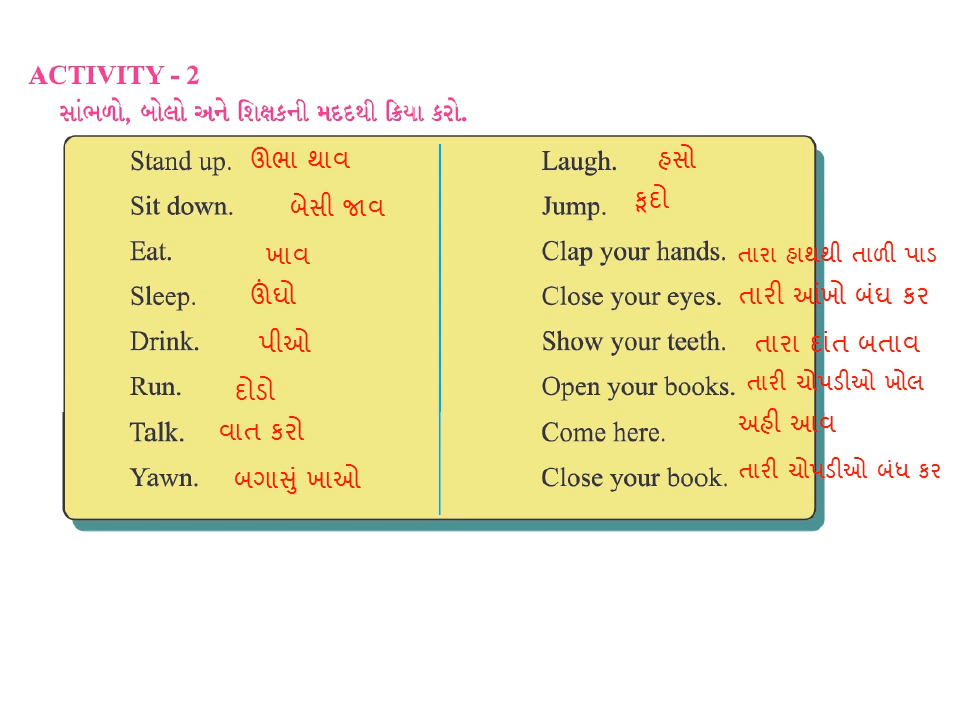 ACTIVITY - 2
સાંભળો, બોલો અને શિક્ષકની મદદથી ક્રિયા કરો.
Stand up. ઊભા થાવ
Sit down. બેસી જાવ
Eat. ખાવ
Sleep. ઊંઘો
Drink. પીઓ
Run. દોડો
Talk. વાત કરો
Yawn. બગાસું ખાઓ
Laugh. હસો
Jump. કૂદો
Clap your hands. તારા હાથથી તાળી પાડ
Close your eyes. તારી આંખો બંધ કર
Show your teeth. તારા દાંત બતાવ
Open your books. તારી ચોપડીઓ ખોલ
Come here. અહી આવ
Close your book. તારી ચોપડીઓ બંધ કર